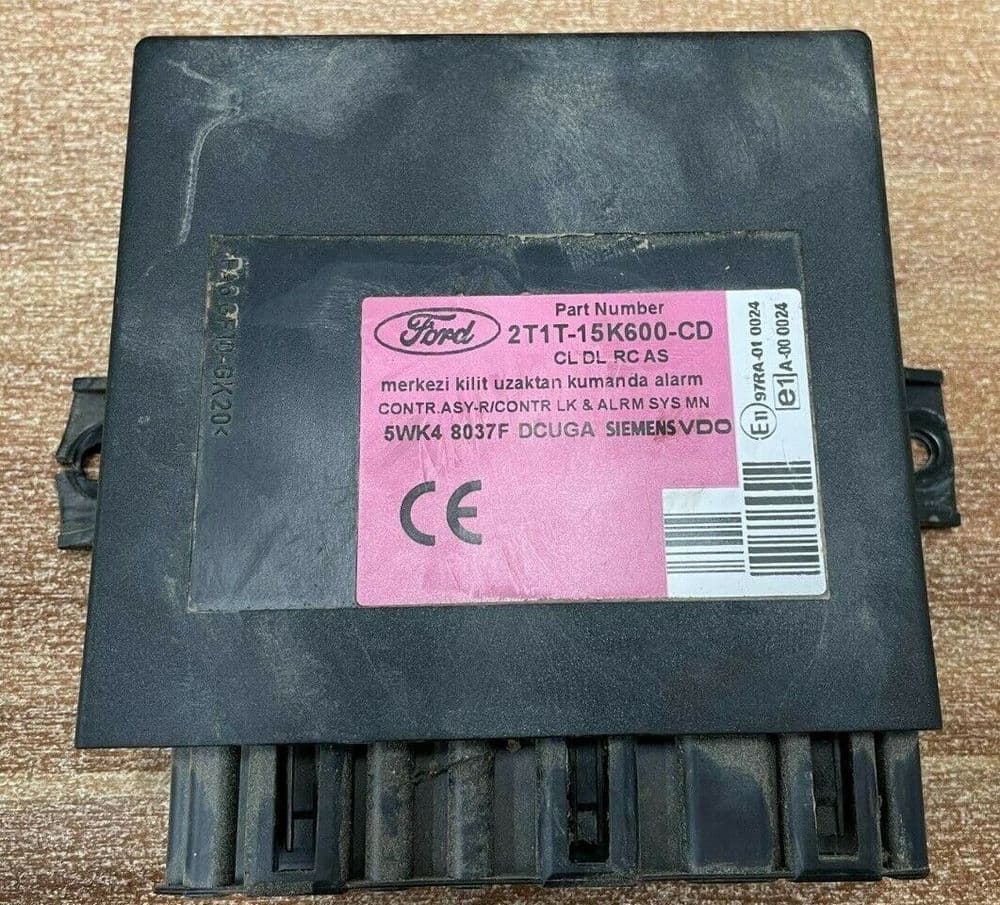 Ford
Part Number
2T1T-15K600-CD
CL DL RC AS
merkezi kilit uzaktan kumanda alarm
CONTR.ASY-R/CONTR LK & ALRM SYS MN
5WK4 8037F DCUGA SIEMENS VDO
CE
E11 97RA-01 0024
e1 A-00 0024